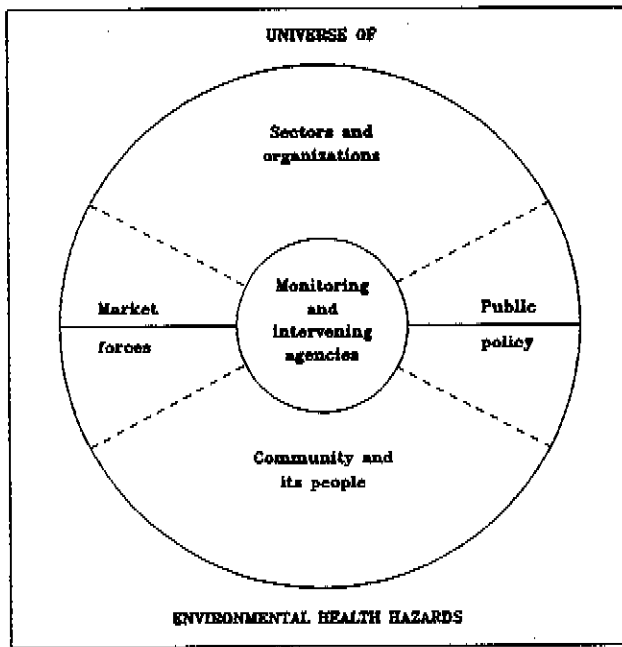 UNIVERSE OF
Sectors and
organizations
Monitoring
and
intervening
agencies
Market
forces
Public
policy
Community and
its people
ENVIRONMENTAL HEALTH HAZARDS